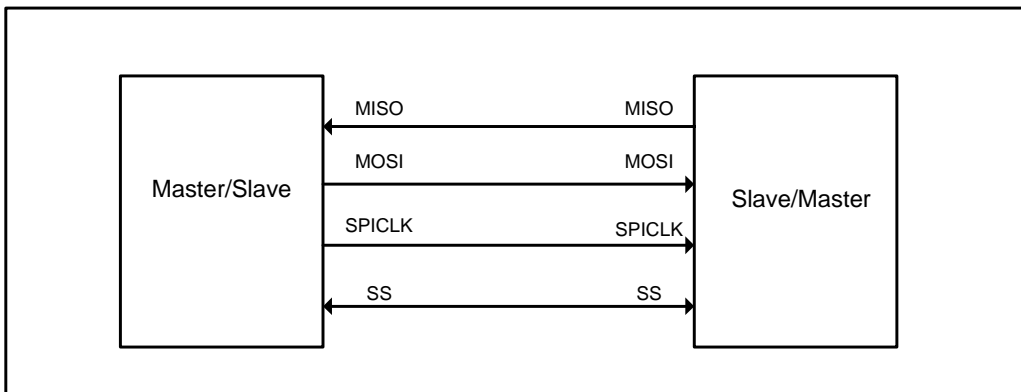 MISO MISO
MOSI MOSI
Master/Slave Slave/Master
SPICLK SPICLK
SS SS